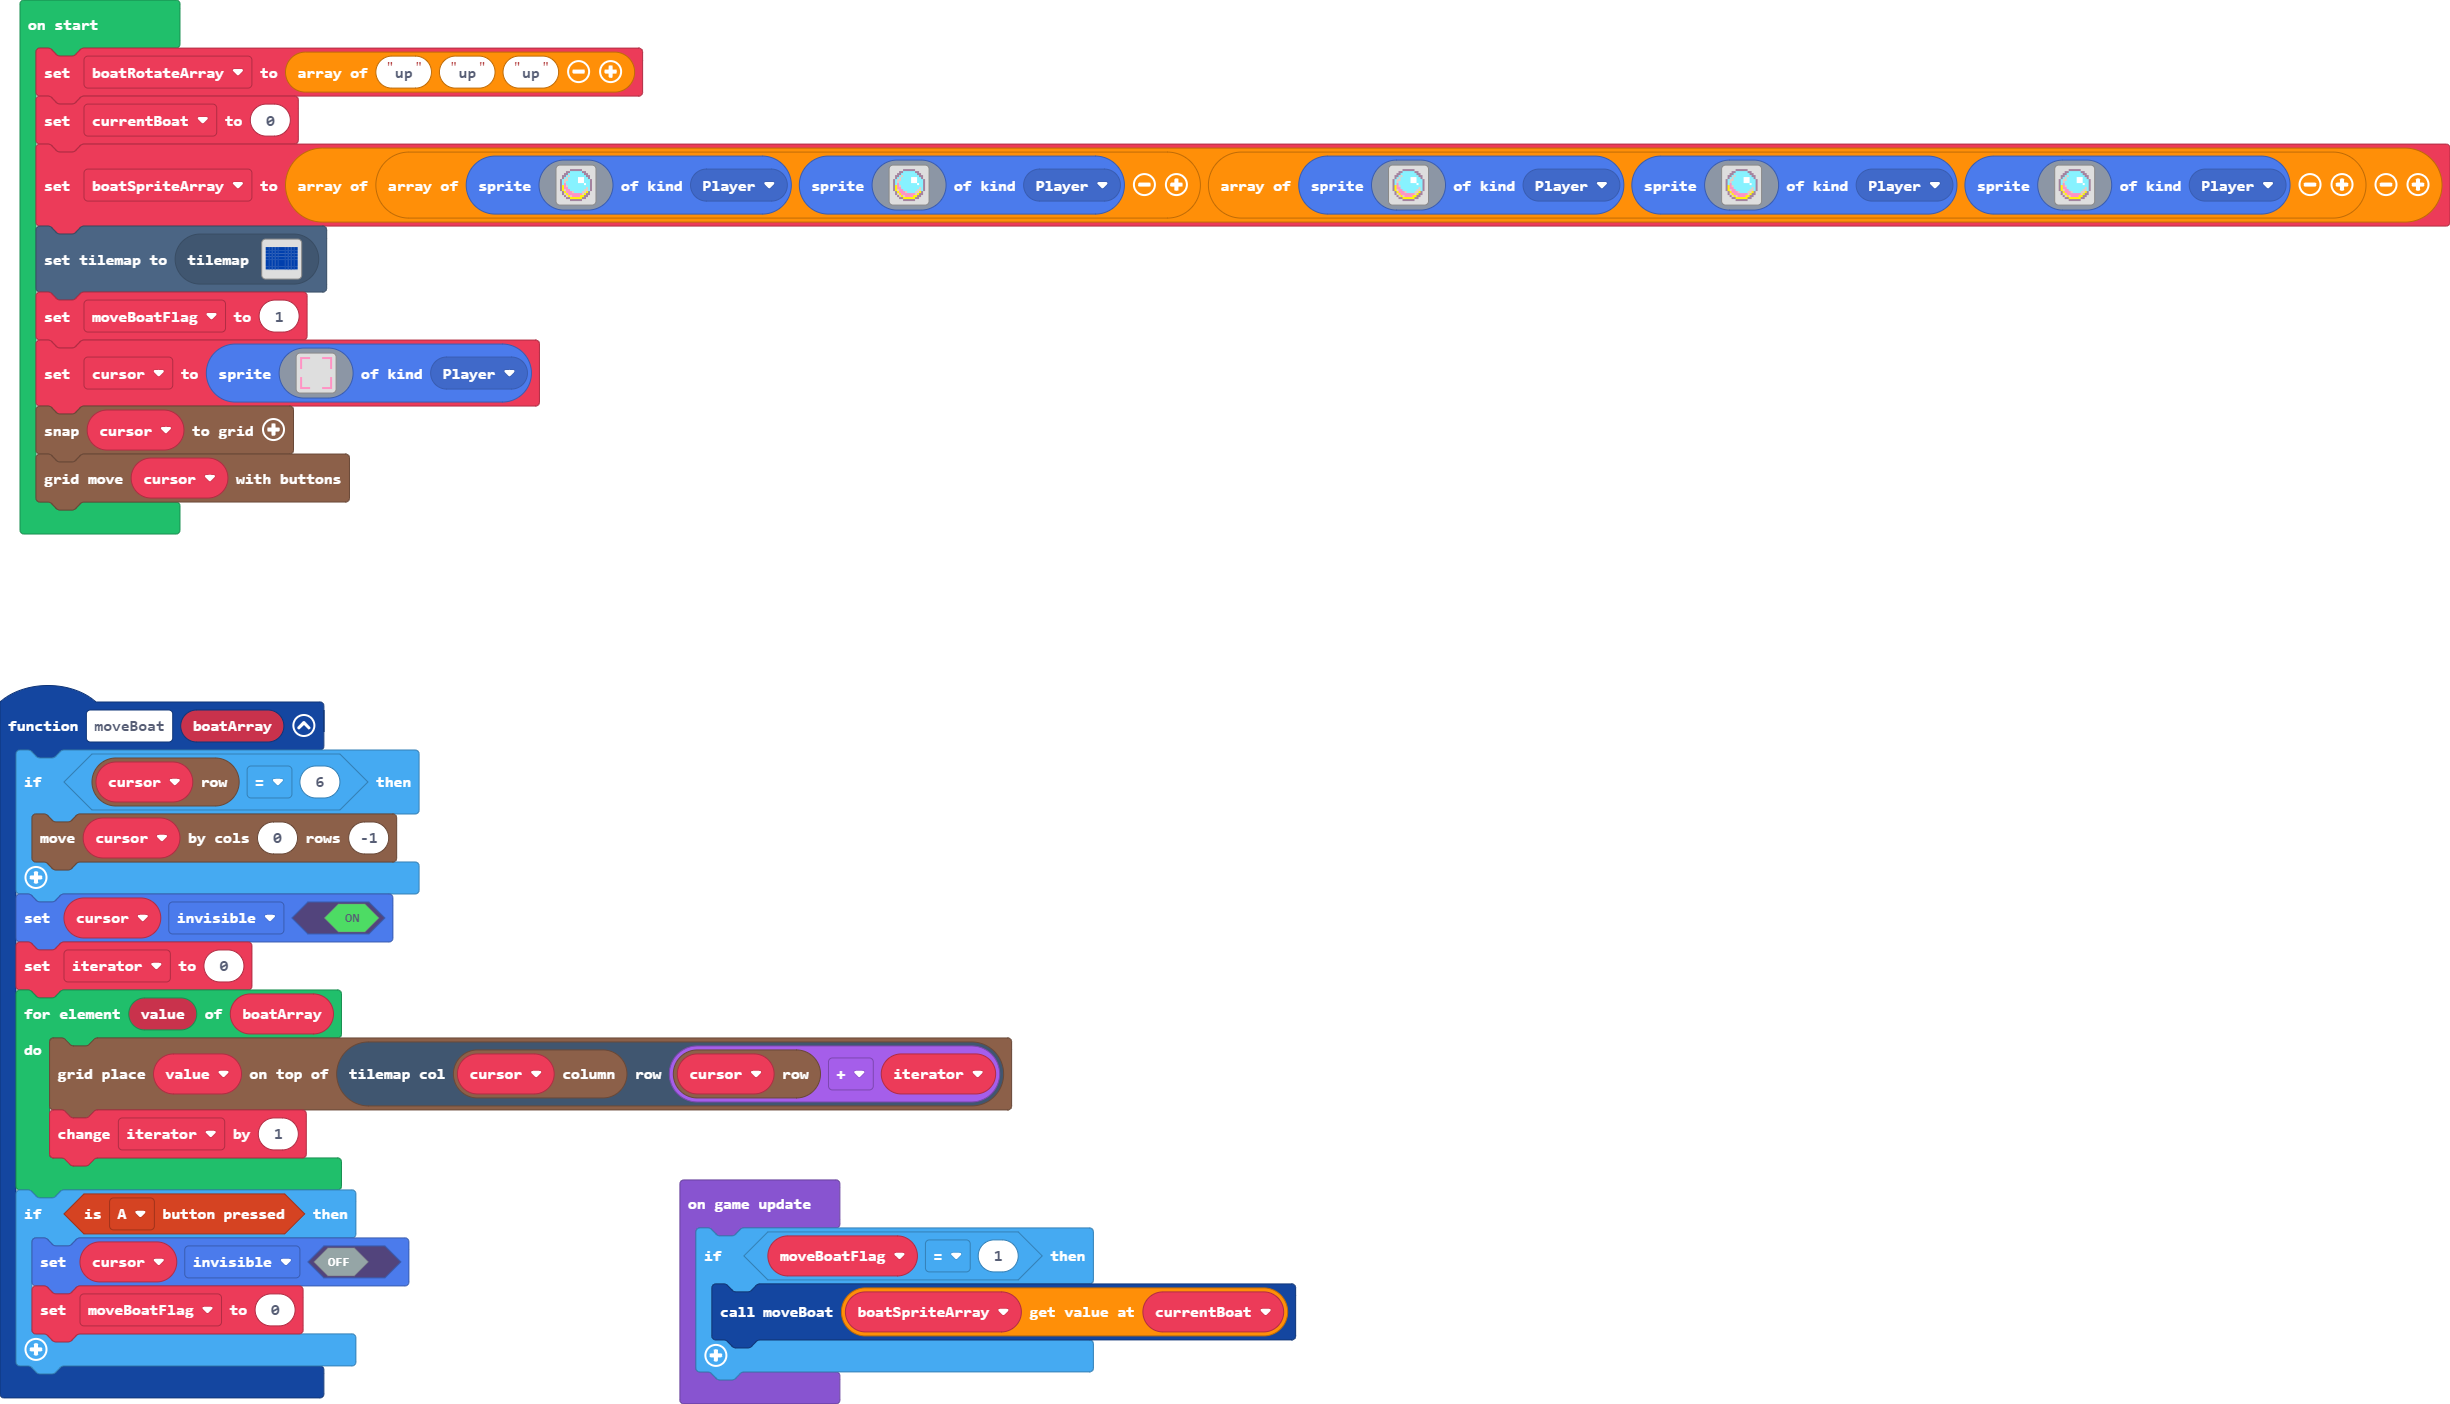 on start
set boatRotateArray to array of "up" "up" "up"
set currentBoat to 0
set boatSpriteArray to array of array of sprite of kind Player sprite of kind Player array of sprite of kind Player sprite of kind Player sprite of kind Player
set tilemap to tilemap
set moveBoatFlag to 1
set cursor to sprite of kind Player
snap cursor to grid
grid move cursor with buttons
function moveBoat boatArray
if cursor row = 6 then
move cursor by cols 0 rows -1
set cursor invisible ON
set iterator to 0
for element value of boatArray
do
grid place value on top of tilemap col cursor column row cursor row + iterator
change iterator by 1
if is A button pressed then
set cursor invisible OFF
set moveBoatFlag to 0
on game update
if moveBoatFlag = 1 then
call moveBoat boatSpriteArray get value at currentBoat